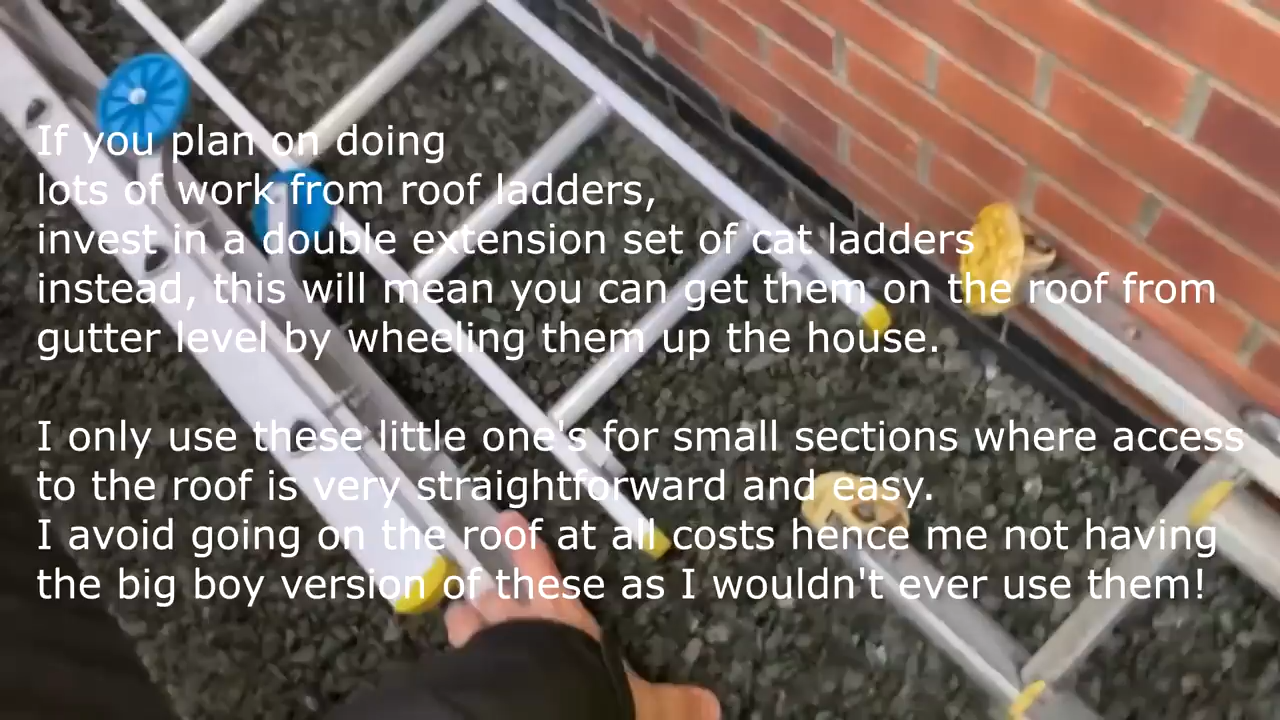 If you plan on doing
lots of work from roof ladders,
invest in a double extension set of cat ladders
instead, this will mean you can get them on the roof from
gutter level by wheeling them up the house.
I only use these little one's for small sections where access
to the roof is very straightforward and easy.
I avoid going on the roof at all costs hence me not having
the big boy version of these as I wouldn't ever use them!